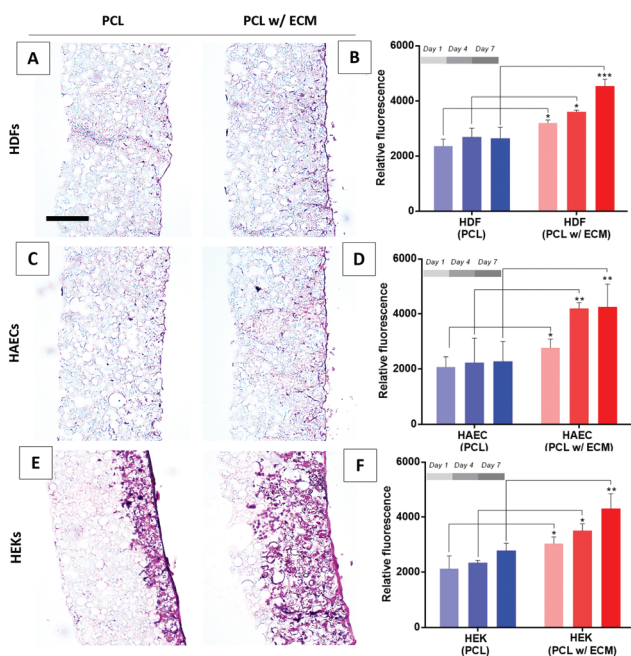 PCL
PCL w/ ECM
A
B
HDFs
Relative fluorescence
6000
4000
2000
0
Day 1 Day 4 Day 7
*
*
***
HDF
(PCL)
HDF
(PCL w/ ECM)
C
D
HAECs
Relative fluorescence
6000
4000
2000
0
Day 1 Day 4 Day 7
*
**
**
HAEC
(PCL)
HAEC
(PCL w/ ECM)
E
F
HEKs
Relative fluorescence
6000
4000
2000
0
Day 1 Day 4 Day 7
*
*
**
HEK
(PCL)
HEK
(PCL w/ ECM)